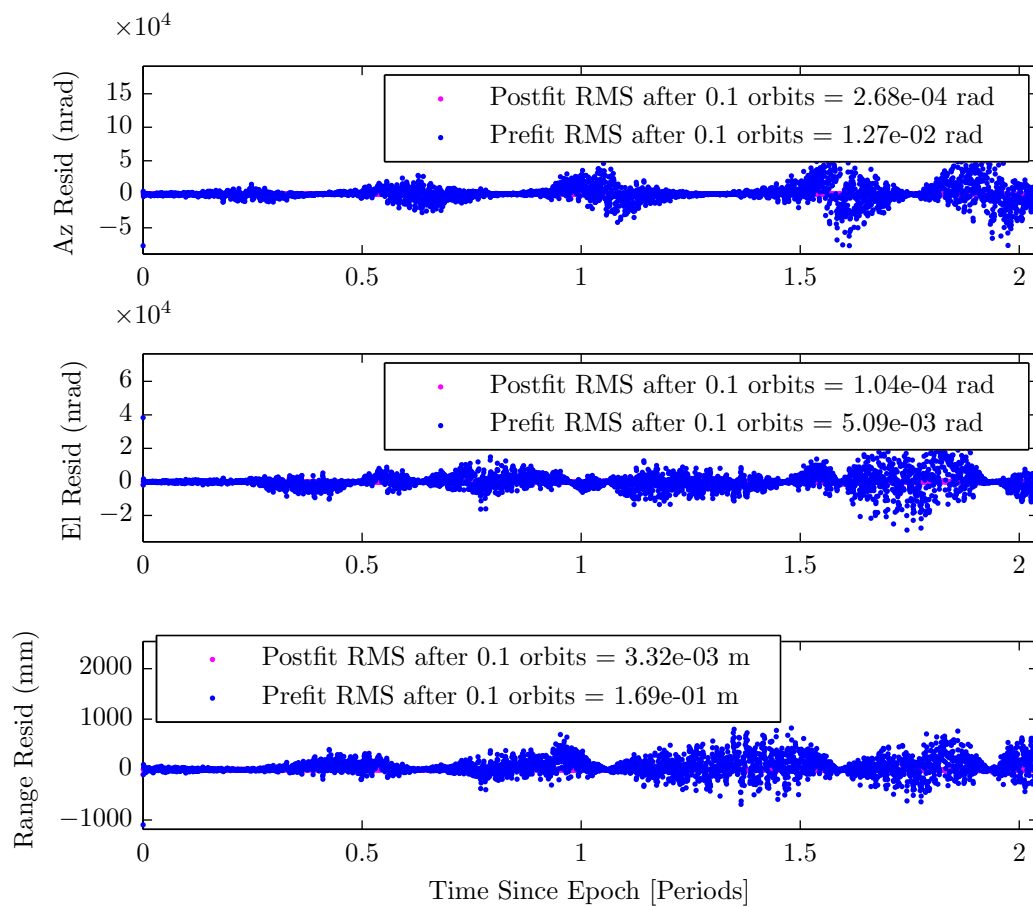 ×10⁴
Az Resid (nrad)
15
10
5
0
−5
Postfit RMS after 0.1 orbits = 2.68e-04 rad
Prefit RMS after 0.1 orbits = 1.27e-02 rad
0 0.5 1 1.5 2
×10⁴
El Resid (nrad)
6
4
2
0
−2
Postfit RMS after 0.1 orbits = 1.04e-04 rad
Prefit RMS after 0.1 orbits = 5.09e-03 rad
0 0.5 1 1.5 2
Range Resid (mm)
2000
1000
0
−1000
Postfit RMS after 0.1 orbits = 3.32e-03 m
Prefit RMS after 0.1 orbits = 1.69e-01 m
0 0.5 1 1.5 2
Time Since Epoch [Periods]